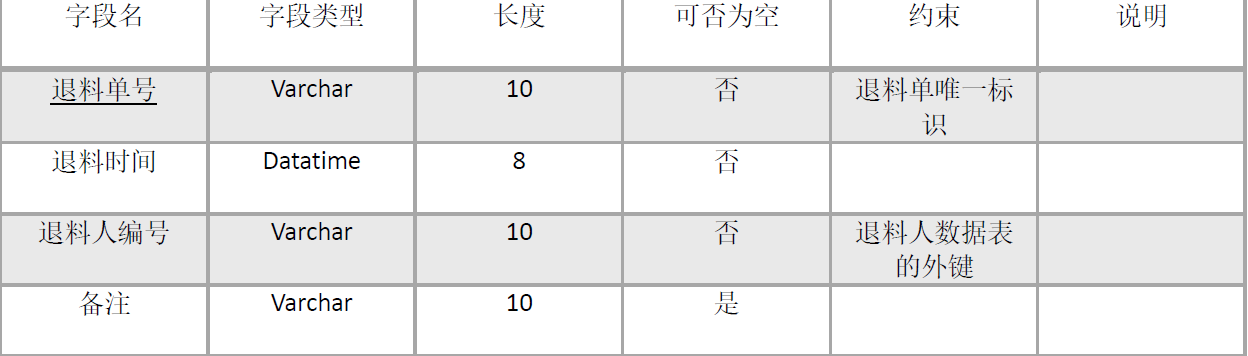 字段名 字段类型 长度 可否为空 约束 说明
退料单号 Varchar 10 否 退料单唯一标
识
退料时间 Datatime 8 否
退料人编号 Varchar 10 否 退料人数据表
的外键
备注 Varchar 10 是